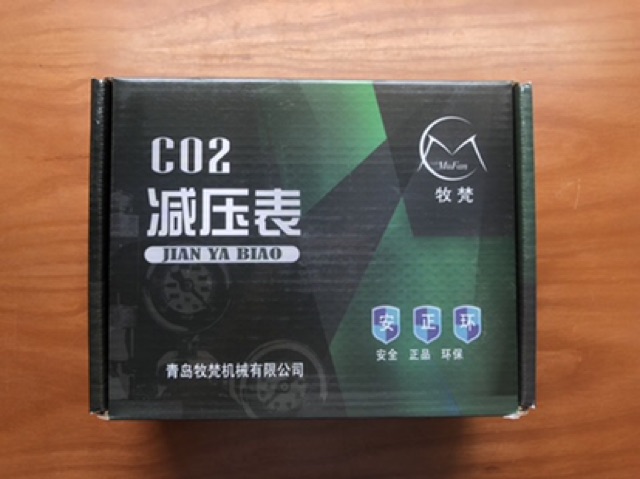 CO2
减压表
JIAN YA BIAO
MuFan
牧梵
安 正 环
安全 正品 环保
青岛牧梵机械有限公司